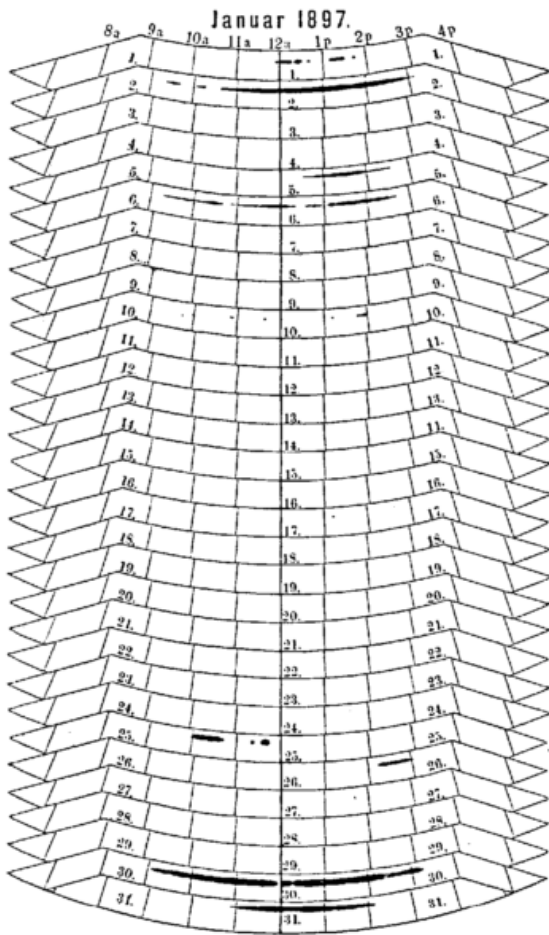 Januar 1897.
8a 9a 10a 11a 12a 1p 2p 3p 4p
1. 1. 1.
2. 2. 2.
3. 3. 3.
4. 4. 4.
5. 5. 5.
6. 6. 6.
7. 7. 7.
8. 8. 8.
9. 9. 9.
10. 10. 10.
11. 11. 11.
12 12 12
13. 13. 13.
14. 14. 14.
15. 15. 15.
16. 16. 16.
17. 17. 17.
18. 18. 18.
19. 19. 19.
20. 20. 20.
21. 21. 21.
22. 22. 22.
23. 23. 23.
24. 24. 24.
25. 25. 25.
26. 26. 26.
27. 27. 27.
28. 28. 28.
29. 29. 29.
30. 30. 30.
31. 31. 31.